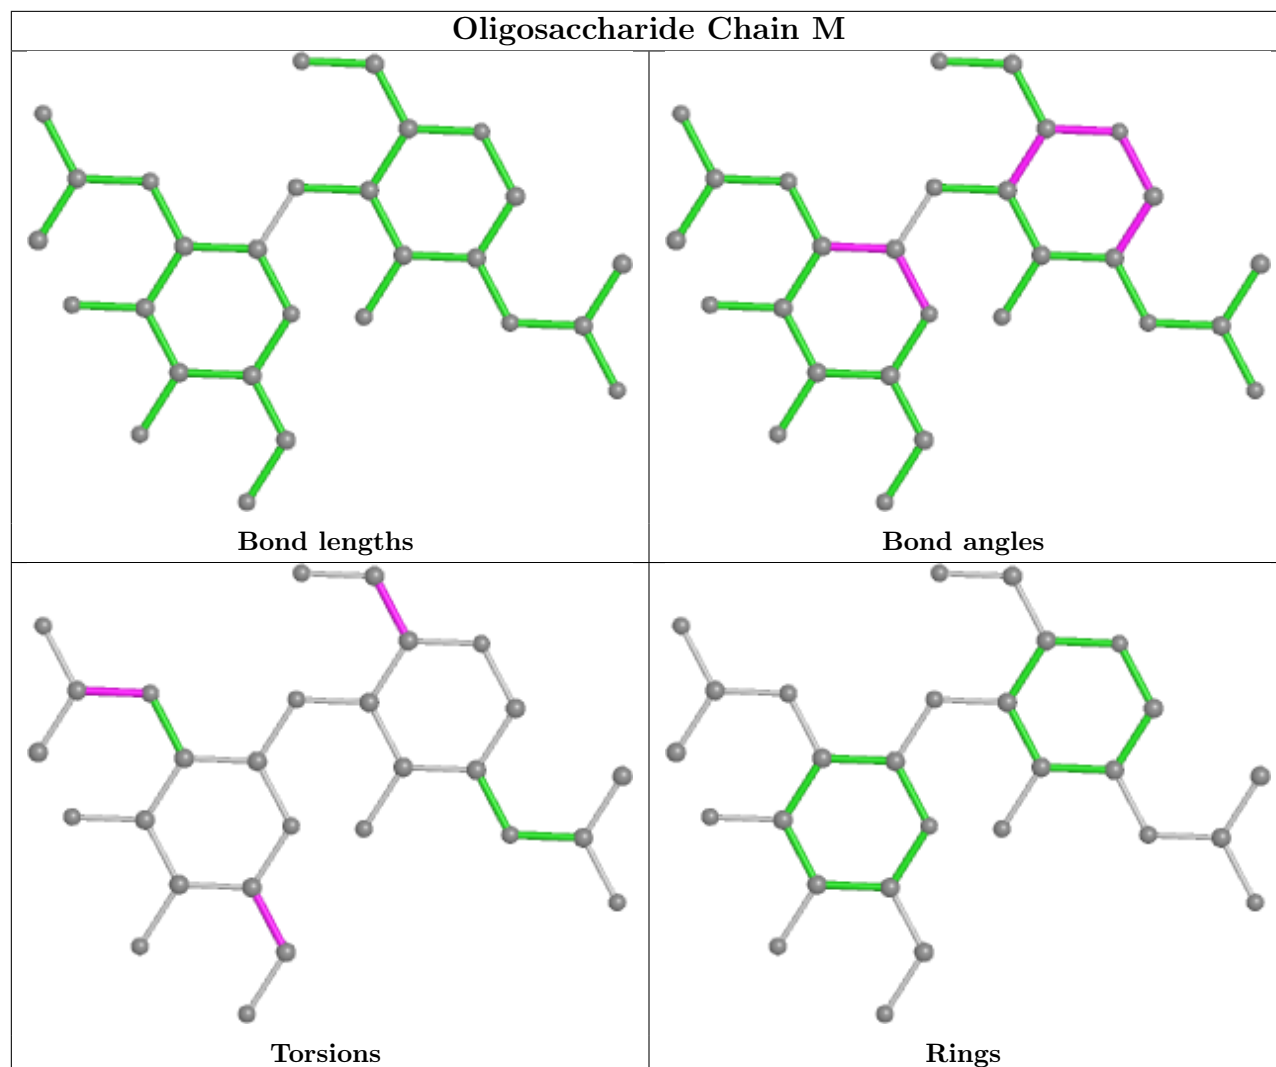 Oligosaccharide Chain M
Bond lengths
Bond angles
Torsions
Rings